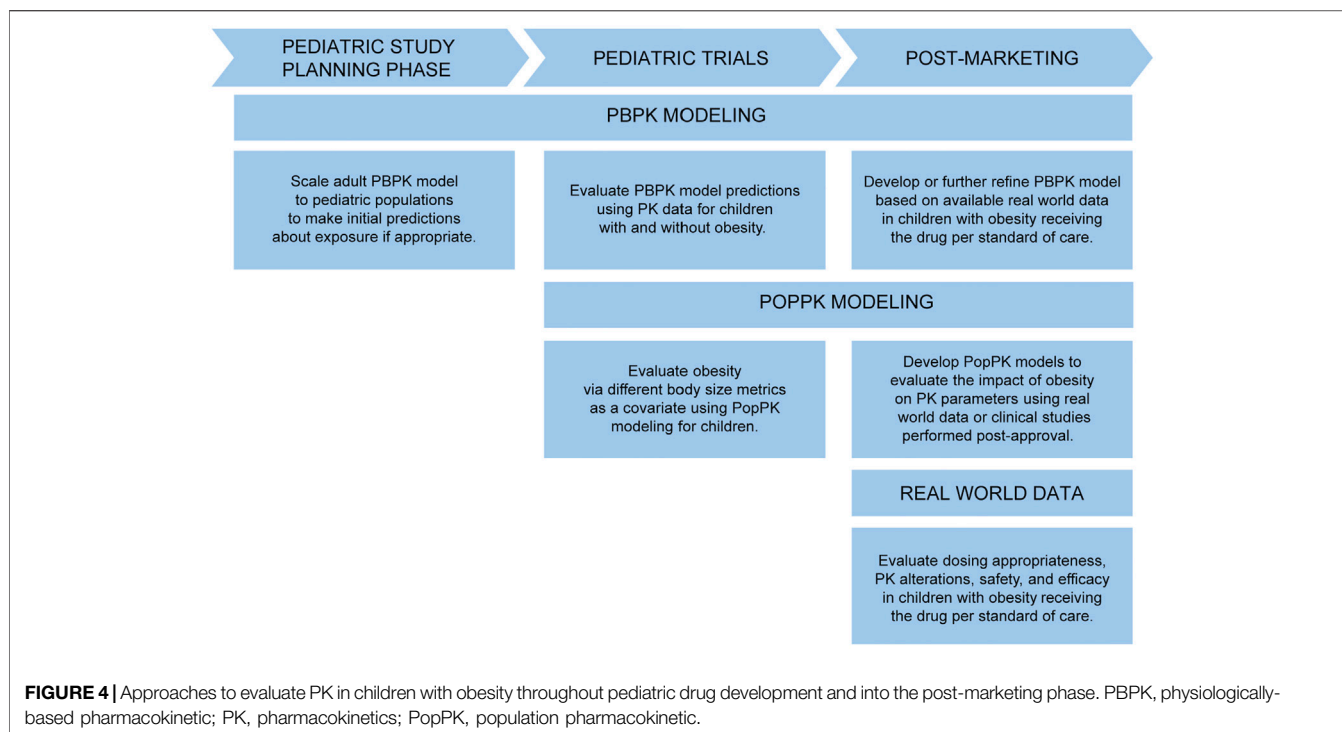 PEDIATRIC STUDY
PLANNING PHASE
PEDIATRIC TRIALS
POST-MARKETING
PBPK MODELING
Scale adult PBPK model
to pediatric populations
to make initial predictions
about exposure if appropriate.
Evaluate PBPK model predictions
using PK data for children
with and without obesity.
Develop or further refine PBPK model
based on available real world data
in children with obesity receiving
the drug per standard of care.
POPPK MODELING
Evaluate obesity
via different body size metrics
as a covariate using PopPK
modeling for children.
Develop PopPK models to
evaluate the impact of obesity
on PK parameters using real
world data or clinical studies
performed post-approval.
REAL WORLD DATA
Evaluate dosing appropriateness,
PK alterations, safety, and efficacy
in children with obesity receiving
the drug per standard of care.
FIGURE 4 | Approaches to evaluate PK in children with obesity throughout pediatric drug development and into the post-marketing phase. PBPK, physiologically-
based pharmacokinetic; PK, pharmacokinetics; PopPK, population pharmacokinetic.